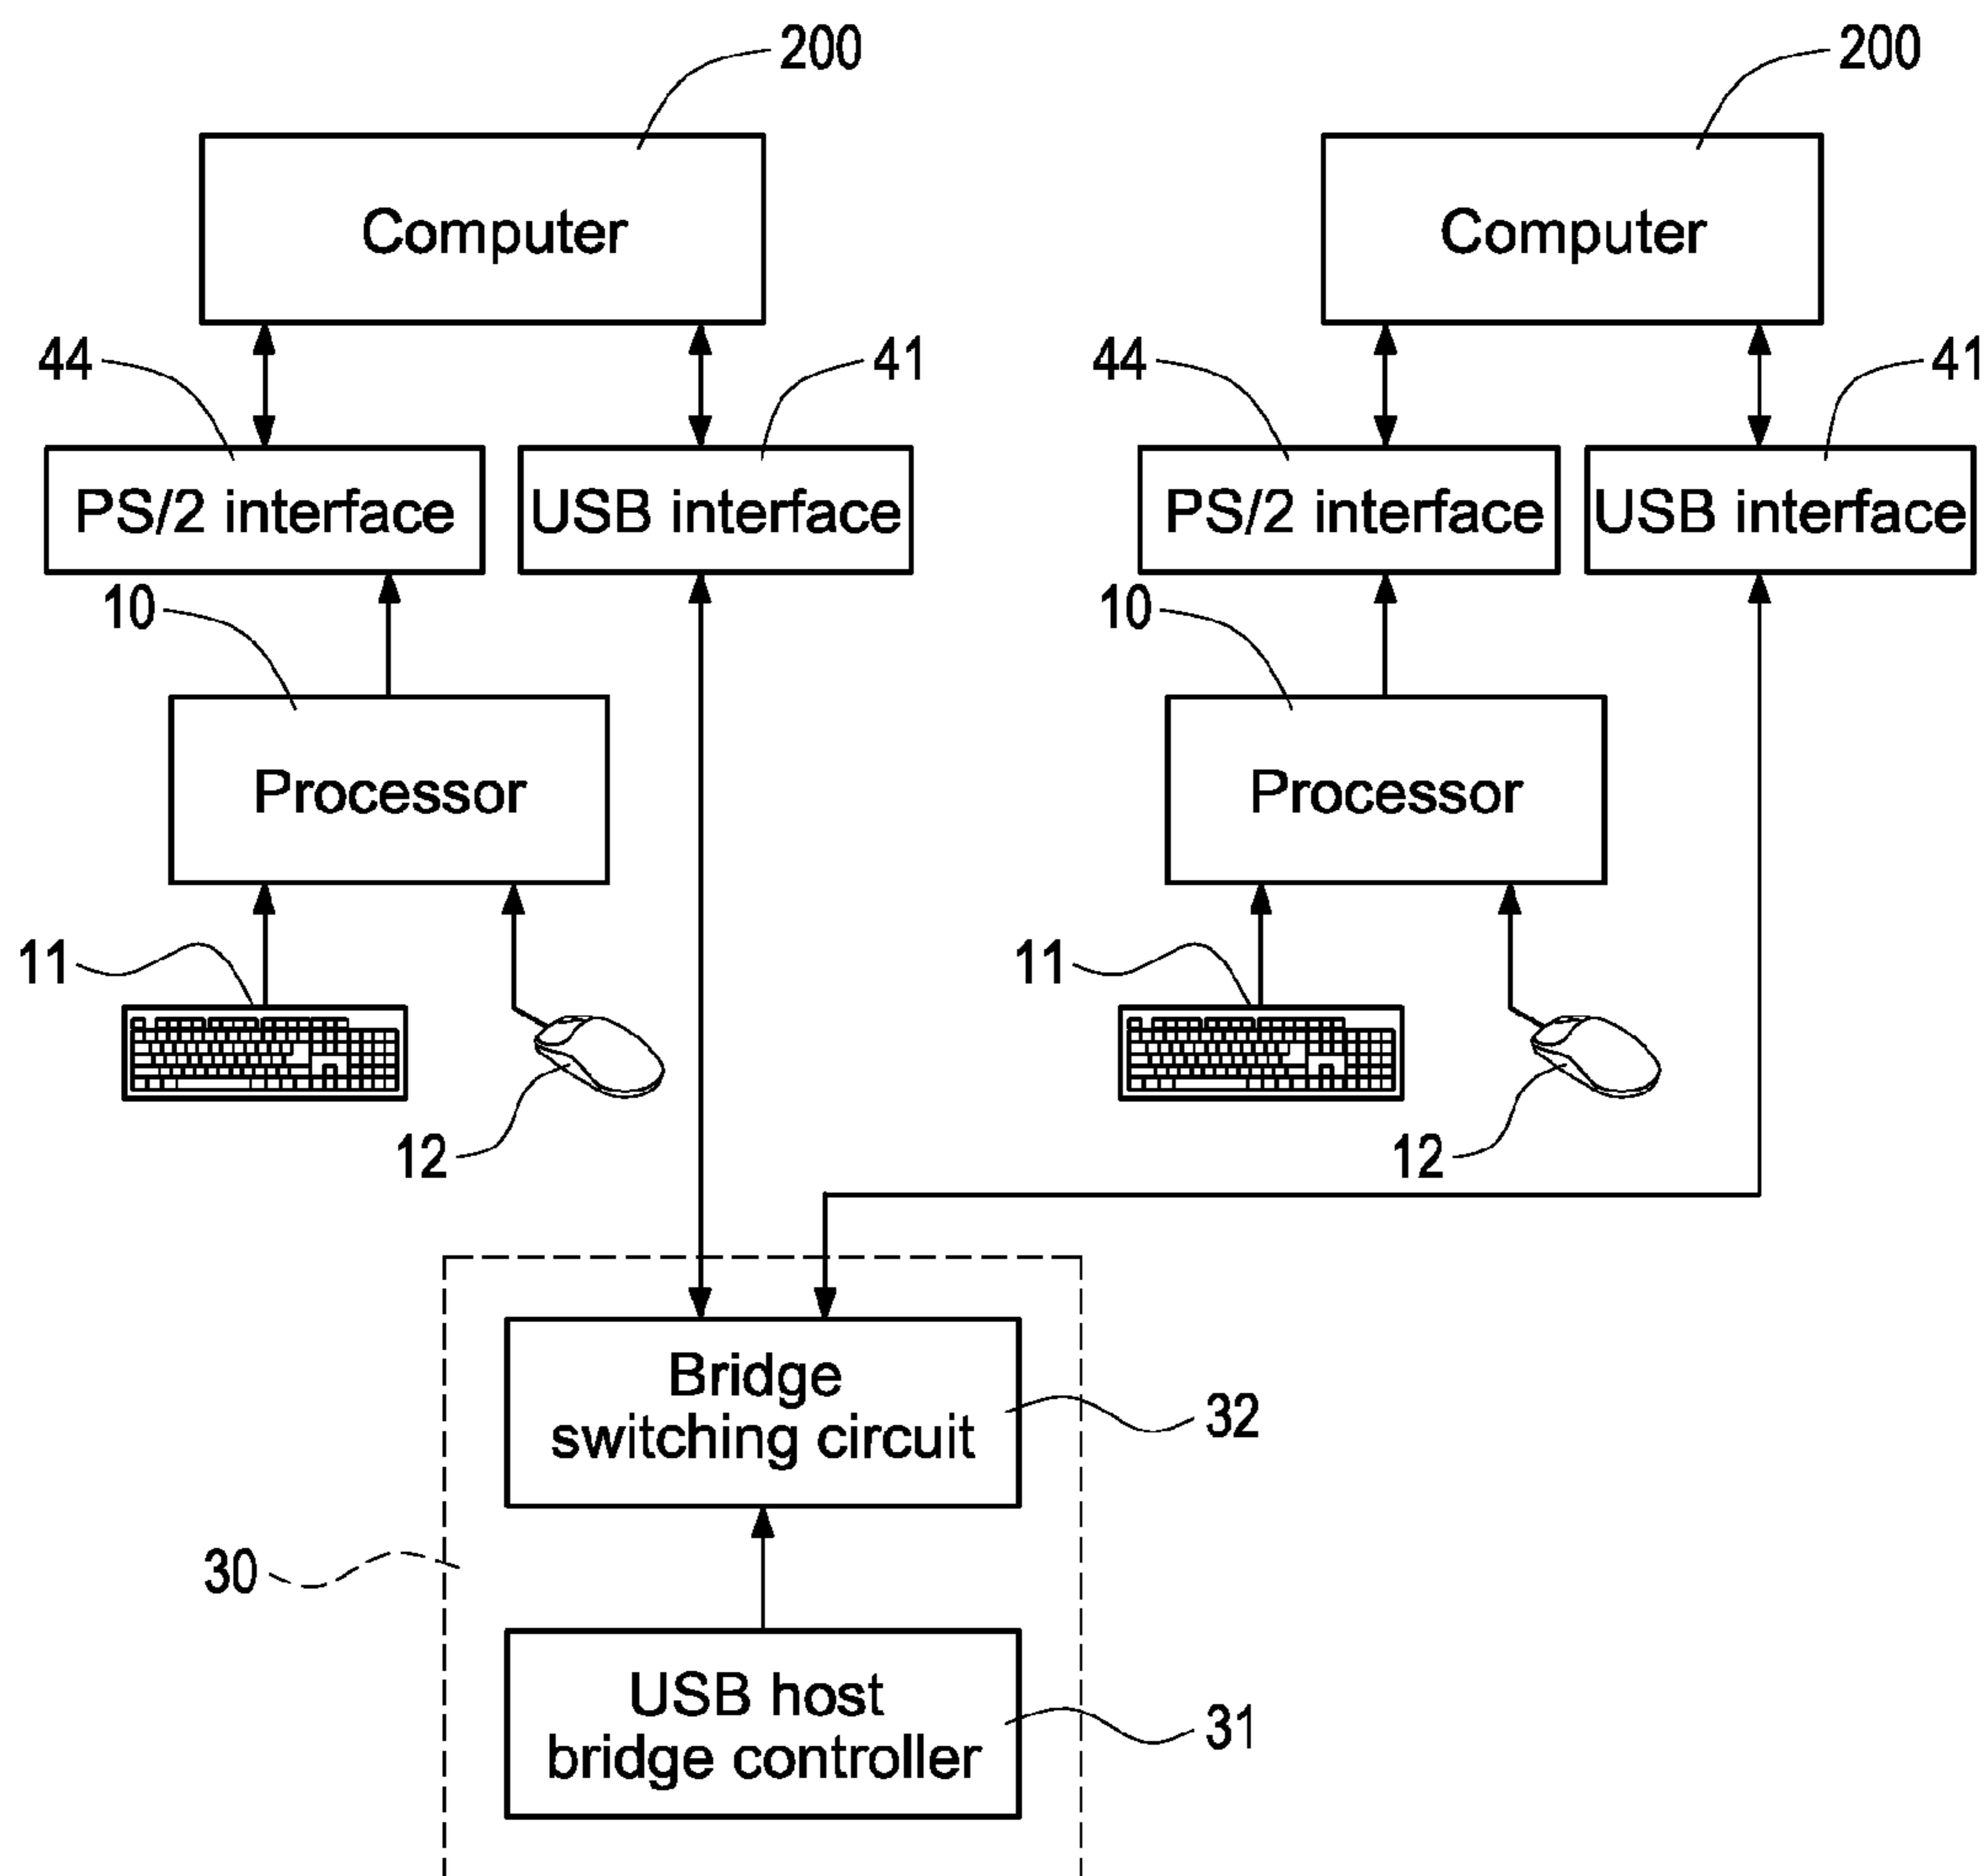 200
200
Computer
Computer
44
41
44
41
PS/2 interface
USB interface
PS/2 interface
USB interface
10
10
Processor
Processor
11
11
12
12
Bridge
switching circuit
32
30
USB host
bridge controller
31